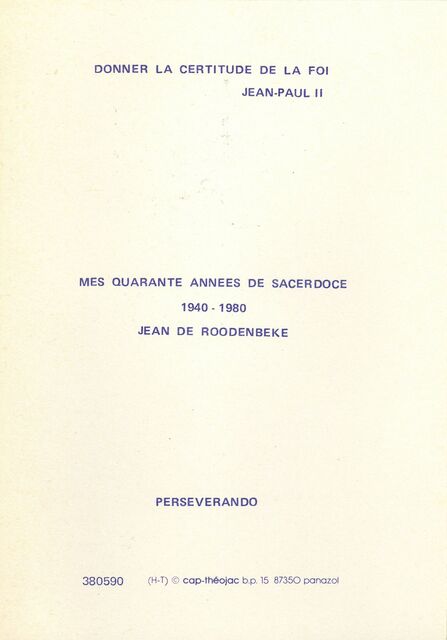 DONNER LA CERTITUDE DE LA FOI
JEAN-PAUL II
MES QUARANTE ANNEES DE SACERDOCE
1940 - 1980
JEAN DE ROODENBEKE
PERSEVERANDO
380590 (H-T) © cap-théojac b.p. 15 87350 panazol